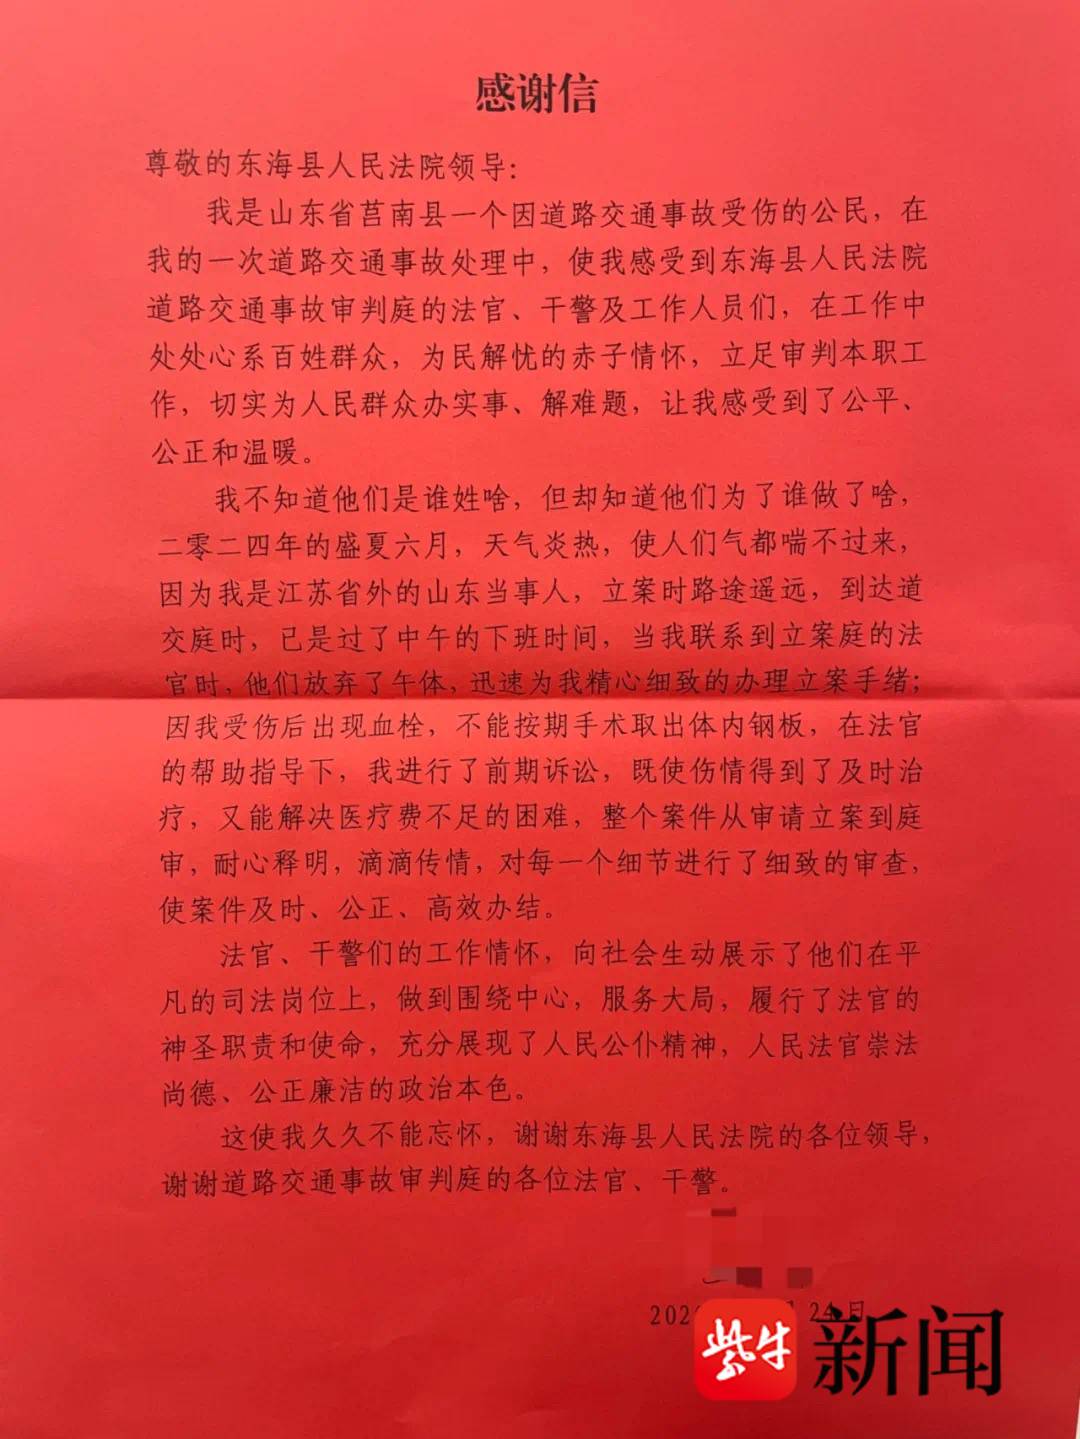 感谢信
尊敬的东海县人民法院领导：
我是山东省莒南县一个因道路交通事故受伤的公民，在
我的一次道路交通事故处理中，使我感受到东海县人民法院
道路交通事故审判庭的法官、干警及工作人员们，在工作中
处处心系百姓群众，为民解忧的赤子情怀，立足审判本职工
作，切实为人民群众办实事、解难题，让我感受到了公平、
公正和温暖。
我不知道他们是谁姓啥，但却知道他们为了谁做了啥，
二零二四年的盛夏六月，天气炎热，使人们气都喘不过来，
因为我是江苏省外的山东当事人，立案时路途遥远，到达道
交庭时，已是过了中午的下班时间，当我联系到立案庭的法
官时，他们放弃了午体，迅速为我精心细致的办理立案手绪；
因我受伤后出现血栓，不能按期手术取出体内钢板，在法官
的帮助指导下，我进行了前期诉讼，既使伤情得到了及时治
疗，又能解决医疗费不足的困难，整个案件从审请立案到庭
审，耐心释明，滴滴传情，对每一个细节进行了细致的审查，
使案件及时、公正、高效办结。
法官、干警们的工作情怀，向社会生动展示了他们在平
凡的司法岗位上，做到围绕中心，服务大局，履行了法官的
神圣职责和使命，充分展现了人民公仆精神，人民法官崇法
尚德、公正廉洁的政治本色。
这使我久久不能忘怀，谢谢东海县人民法院的各位领导，
谢谢道路交通事故审判庭的各位法官、干警。
24日
紫牛新闻